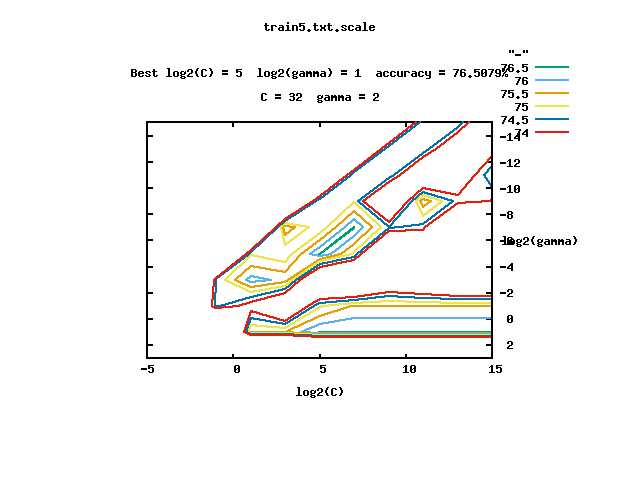 train5.txt.scale
"-"
Best log2(C) = 5 log2(gamma) = 1 accuracy = 76.5079%
76.5
76
C = 32 gamma = 2
75.5
75
74.5
74
-14
-12
-10
-8
-6
log2(gamma)
-4
-2
0
2
-5 0 5 10 15
log2(C)